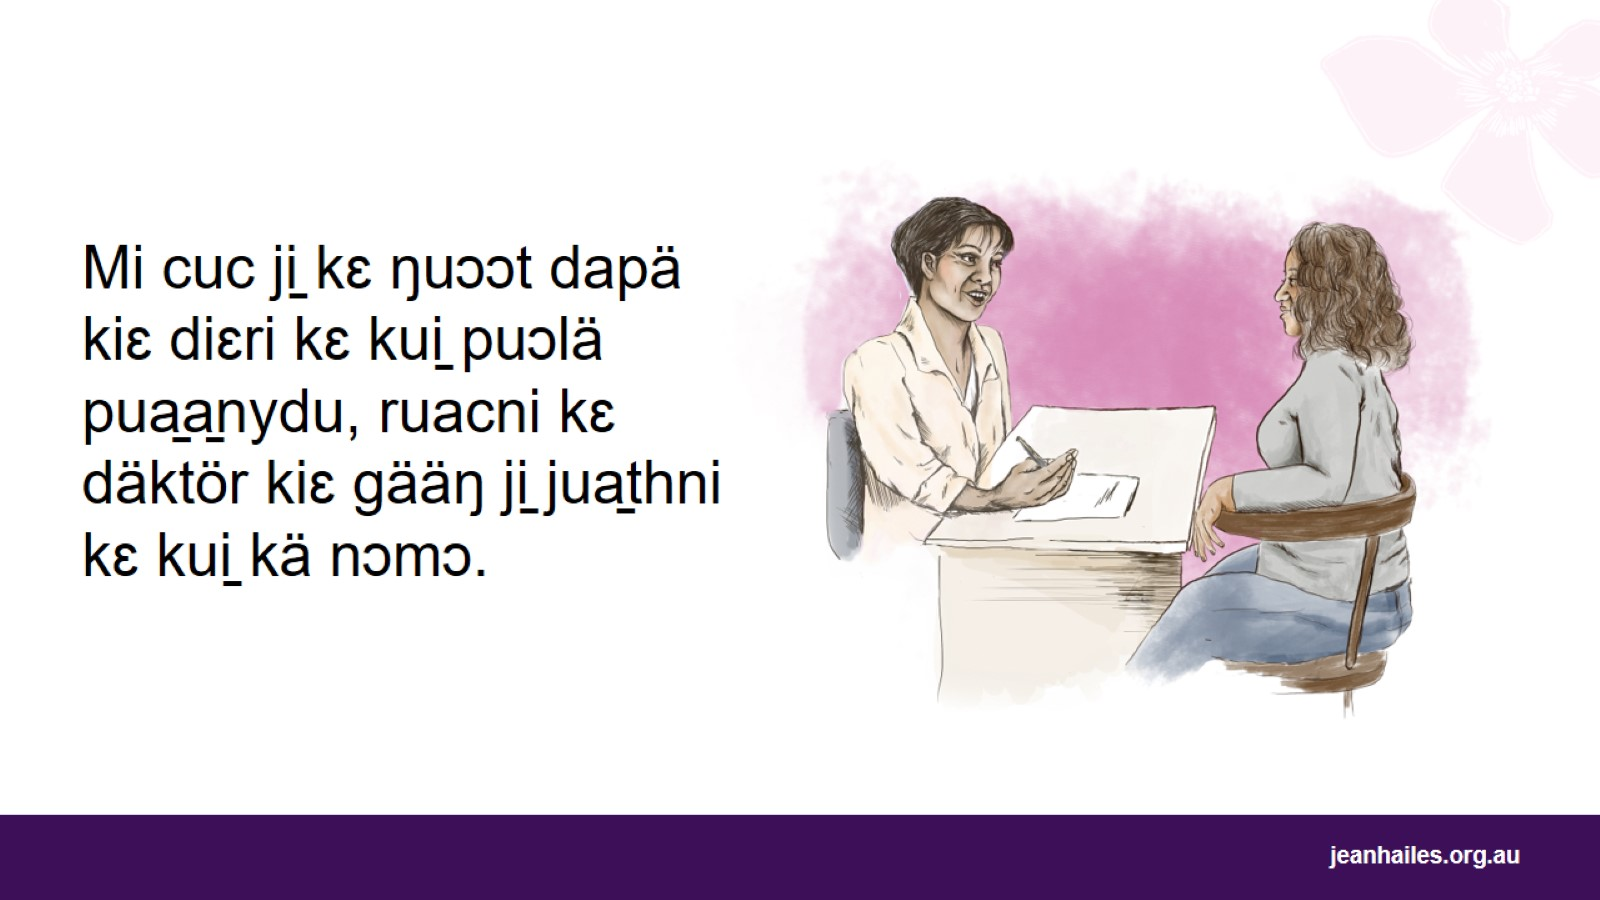 Mi cuc ji̱ kɛ ŋuɔɔt dapä
kiɛ diɛri kɛ kui̱ puɔlä
pua̱a̱nydu, ruacni kɛ
däktör kiɛ gääŋ ji̱ jua̱thni
kɛ kui̱ kä nɔmɔ.
jeanhailes.org.au